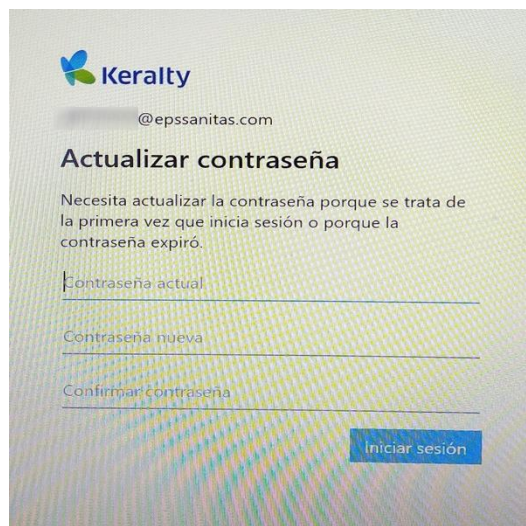 Keralty
@epssanitas.com
Actualizar contraseña
Necesita actualizar la contraseña porque se trata de
la primera vez que inicia sesión o porque la
contraseña expiró.
Contraseña actual
Contraseña nueva
Confirmar contraseña
Iniciar sesión